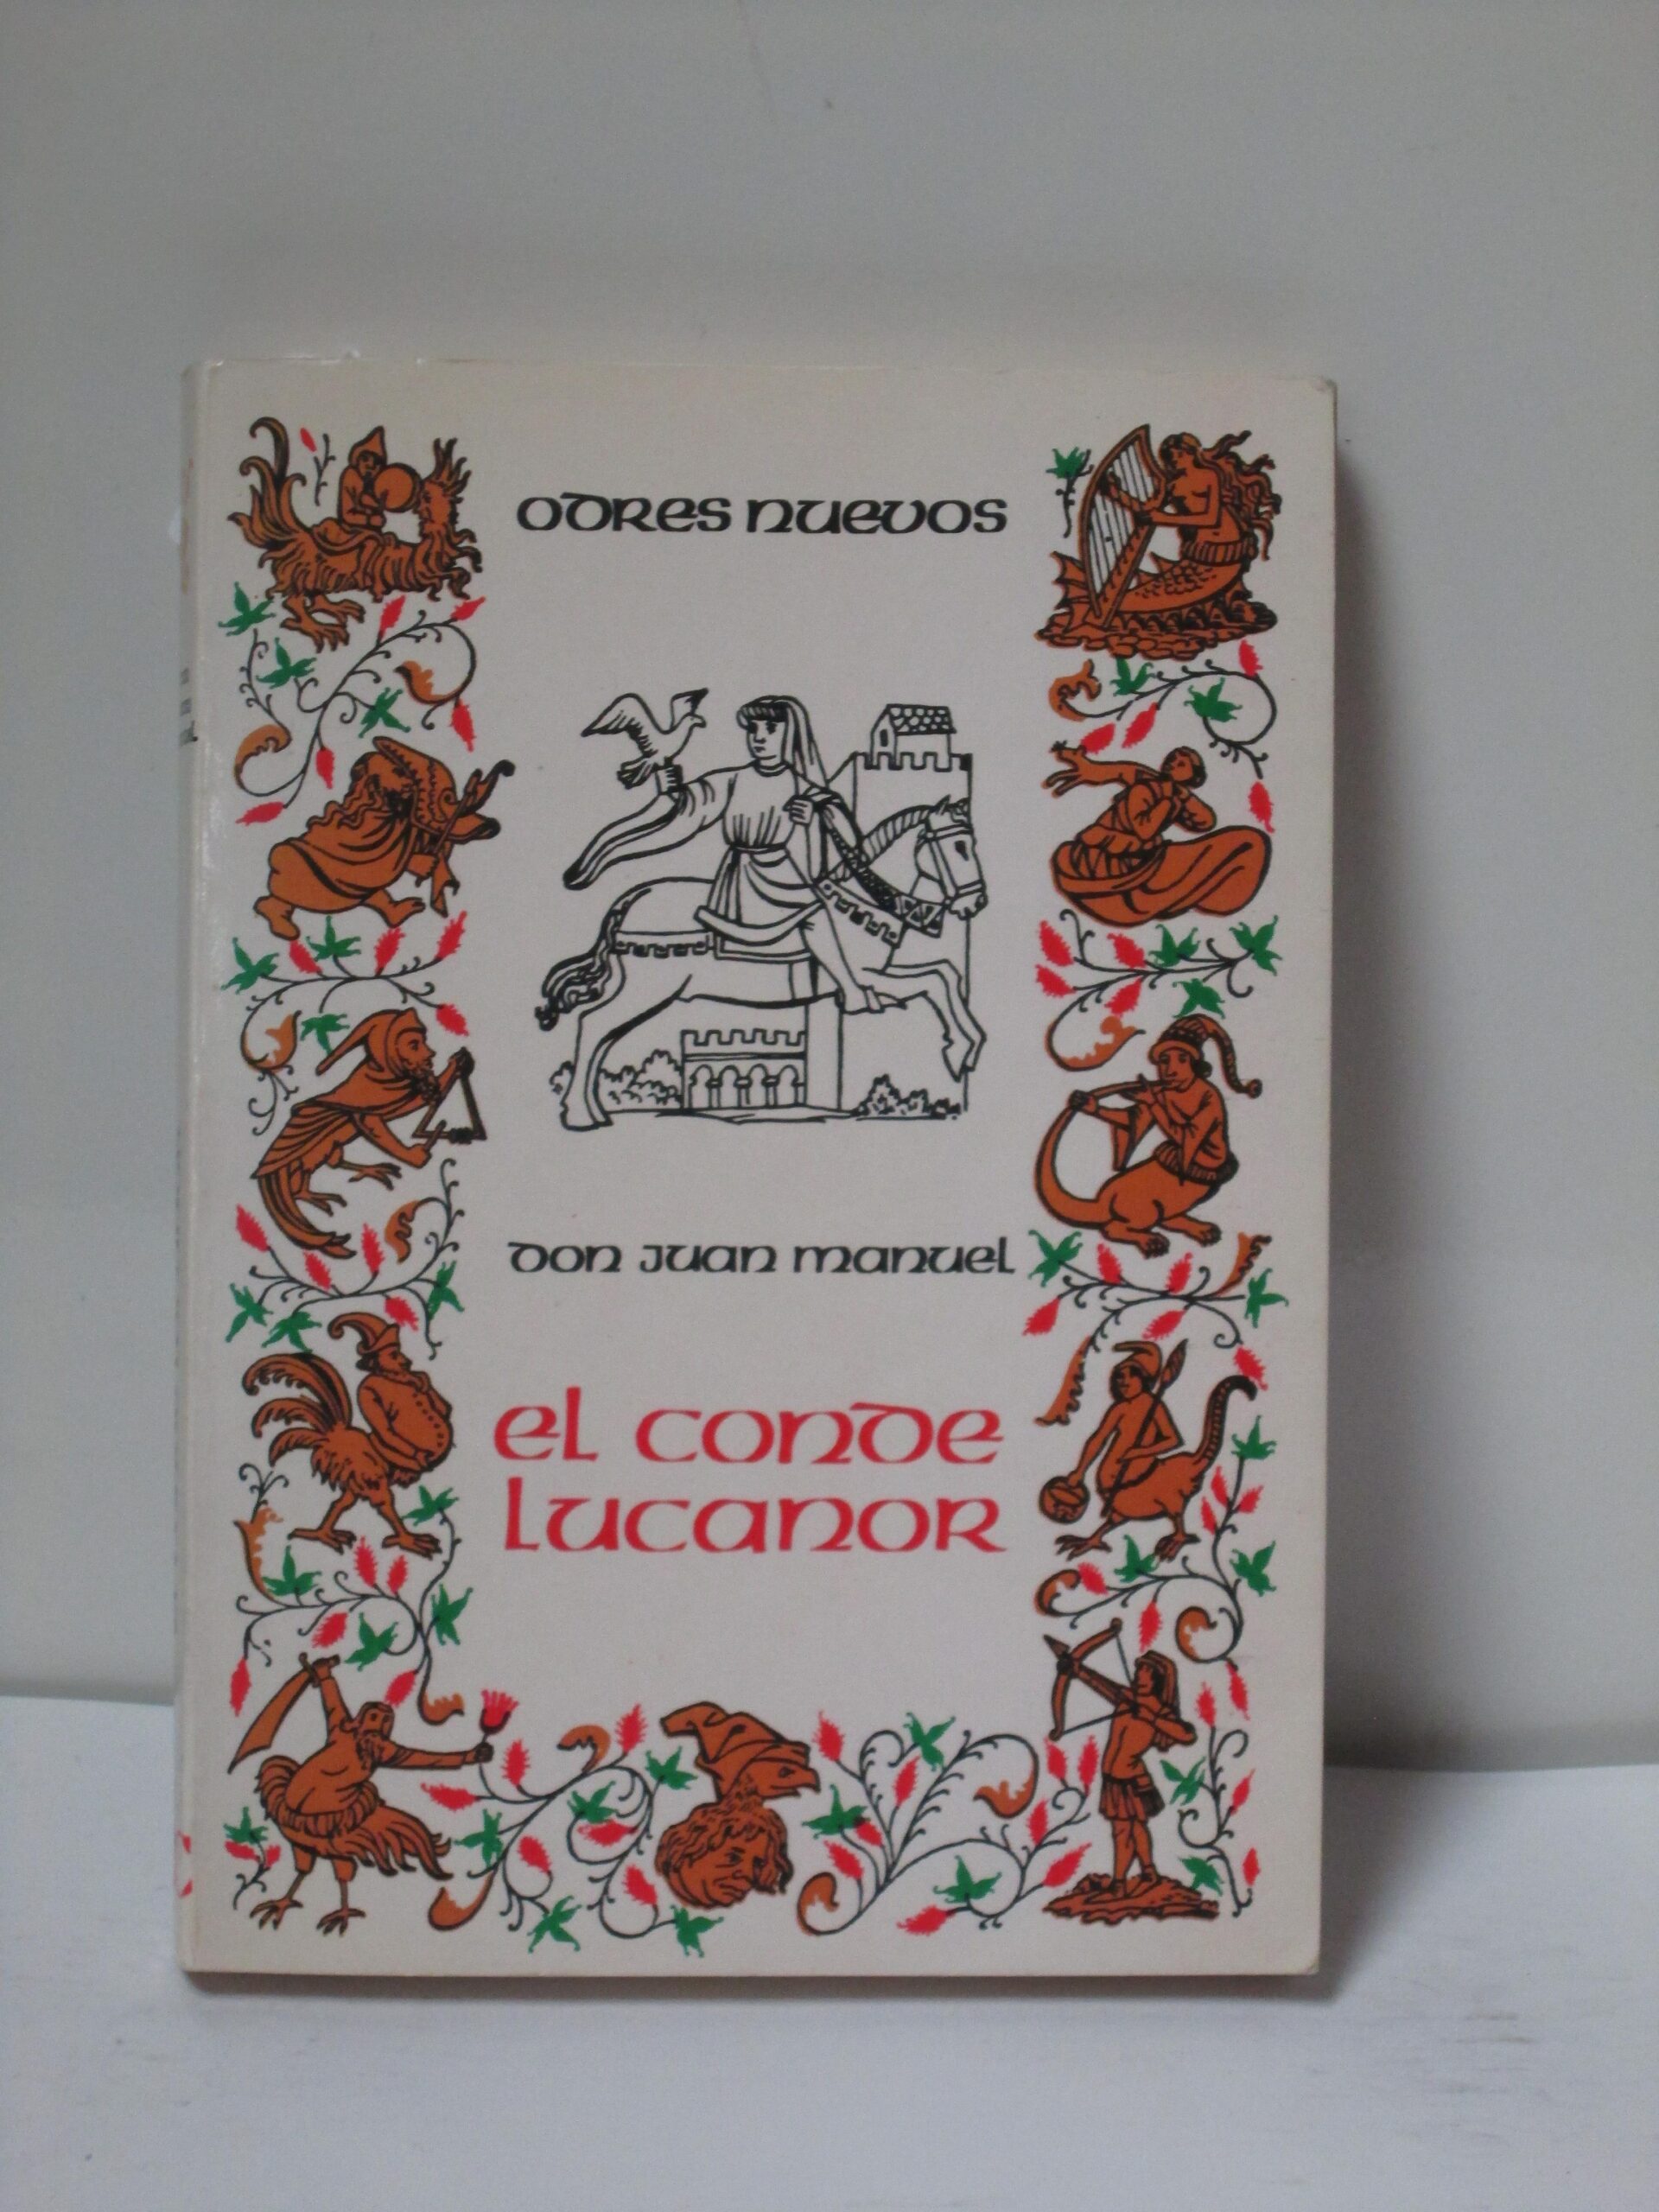 ODRES NUEVOS
DON JUAN MANUEL
EL CONDE
LUCANOR